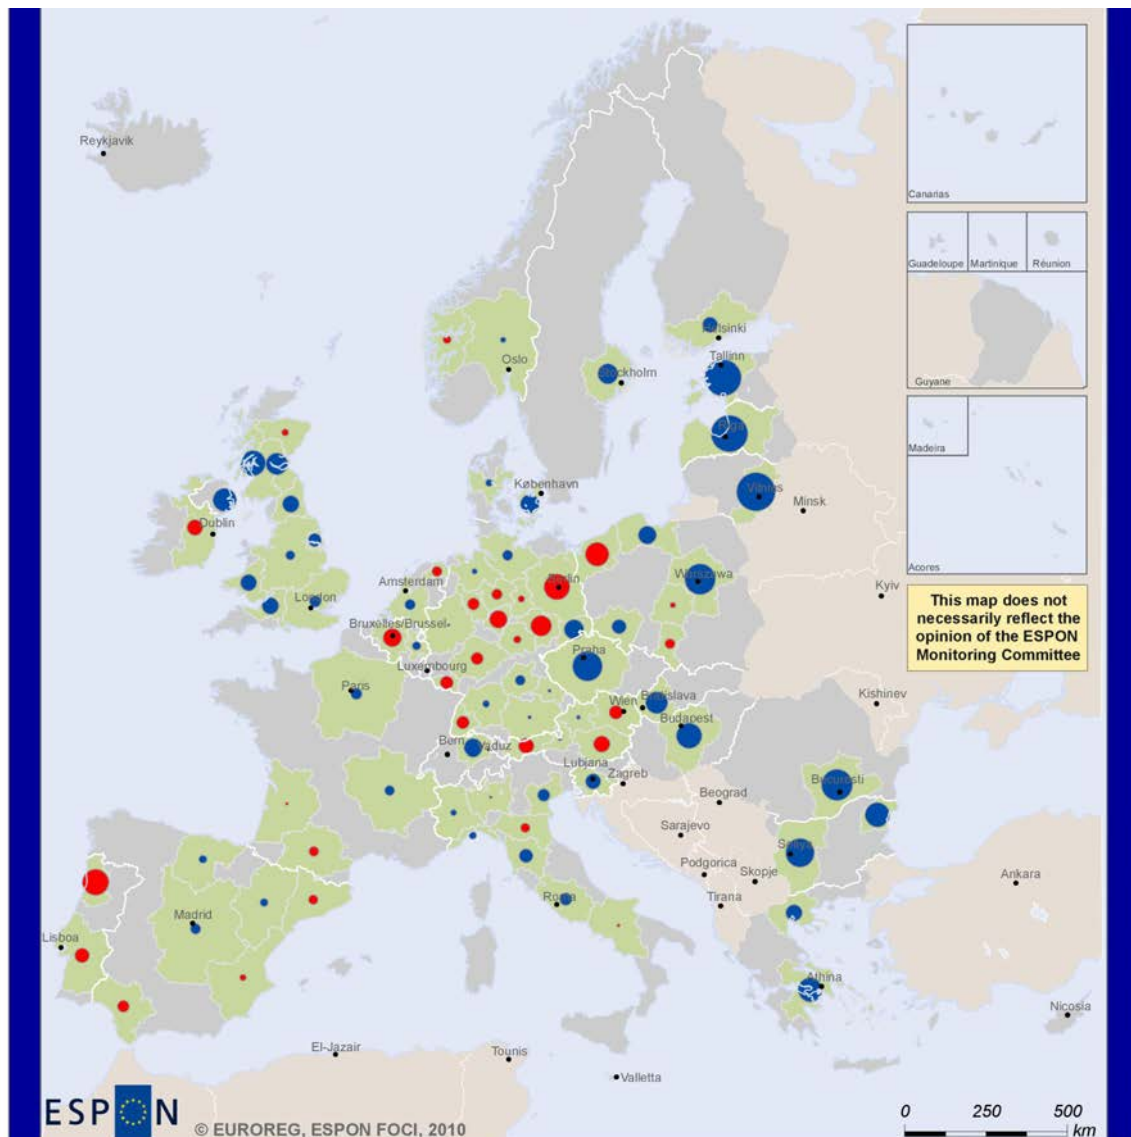 Reykjavik
Canarias
Guadeloupe
Martinique
Réunion
Guyane
Madeira
Acores
Helsinki
Oslo
Tallinn
Stockholm
Riga
København
Vilnius
Minsk
Dublin
Amsterdam
Berlin
Warszawa
Kyiv
London
This map does not
necessarily reflect the
opinion of the ESPON
Monitoring Committee
Bruxelles/Brussel
Praha
Luxembourg
Paris
Kishinev
Wien
Bratislava
Budapest
Bern
Vaduz
Lubjana
Zagreb
Bucuresti
Beograd
Sarajevo
Sofiya
Podgorica
Skopje
Ankara
Tirana
Roma
Madrid
Lisboa
Athina
Nicosia
El-Jazair
Tounis
Valletta
ESPON
© EUROREG, ESPON FOCI, 2010
0 250 500
km